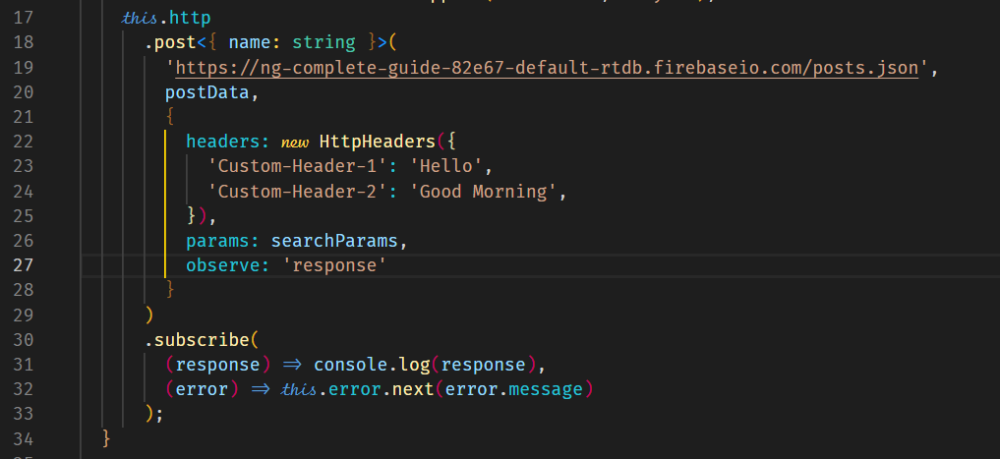 17 this.http
18 .post<{ name: string }>(
19 'https://ng-complete-guide-82e67-default-rtdb.firebaseio.com/posts.json',
20 postData,
21 {
22 headers: new HttpHeaders({
23 'Custom-Header-1': 'Hello',
24 'Custom-Header-2': 'Good Morning',
25 }),
26 params: searchParams,
27 observe: 'response'
28 }
29 )
30 .subscribe(
31 (response) => console.log(response),
32 (error) => this.error.next(error.message)
33 );
34 }